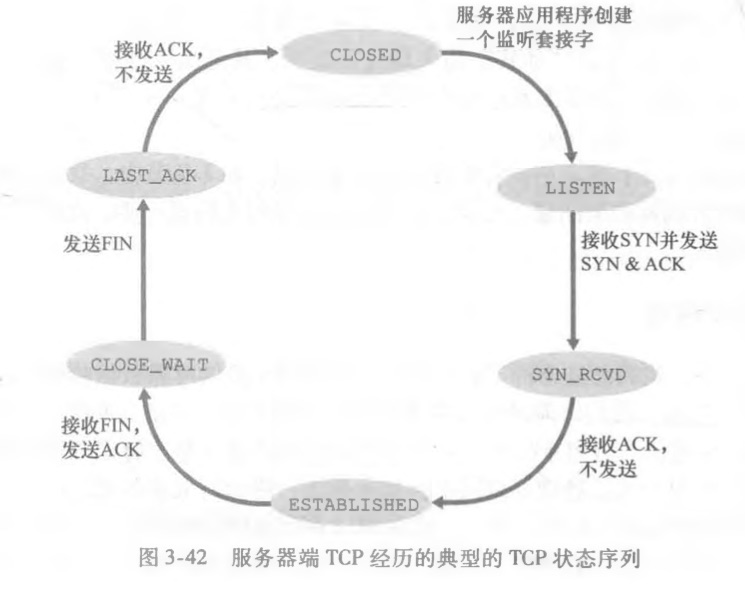 服务器应用程序创建
一个监听套接字
接收ACK，
不发送
CLOSED
LAST_ACK
LISTEN
发送FIN
接收SYN并发送
SYN & ACK
CLOSE_WAIT
SYN_RCVD
接收FIN，
发送ACK
接收ACK，
不发送
ESTABLISHED
图 3-42 服务器端 TCP 经历的典型的 TCP 状态序列